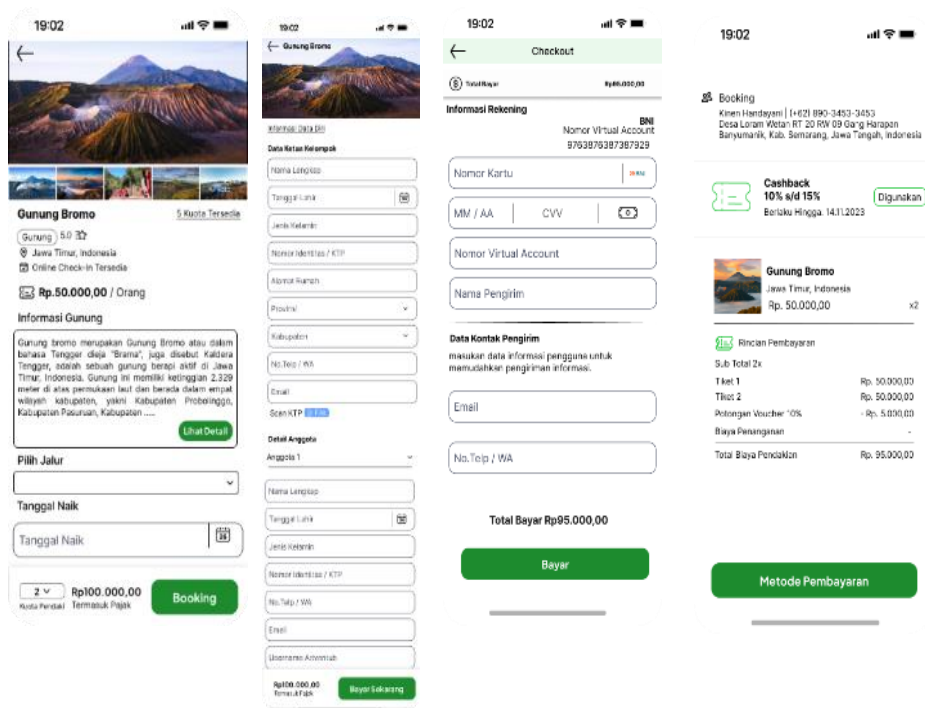 19:02
Gunung Bromo
5 Kuota Tersedia
Gunung 5.0
Jawa Timur, Indonesia
Online Check-In Tersedia
Rp.50.000,00 / Orang
Informasi Gunung
Gunung bromo merupakan Gunung Bromo atau dalam
bahasa Tengger dieja "Brama", juga disebut Kaldera
Tengger, adalah sebuah gunung berapi aktif di Jawa
Timur, Indonesia. Gunung ini memiliki ketinggian 2.329
meter di atas permukaan laut dan berada dalam empat
wilayah kabupaten, yakni Kabupaten Probolinggo,
Kabupaten Pasuruan, Kabupaten .....
Lihat Detail
Pilih Jalur
Tanggal Naik
Tanggal Naik
2
Rp100.000,00
Kuota Pendaki
Termasuk Pajak
Booking
19:02
Gunung Bromo
Informasi Data Diri
Data Ketua Kelompok
Nama Lengkap
Tanggal Lahir
Jenis Kelamin
Nomor Identitas / KTP
Alamat Rumah
Provinsi
Kabupaten
No.Telp / WA
Email
Scan KTP
Detail Anggota
Anggota 1
Nama Lengkap
Tanggal Lahir
Jenis Kelamin
Nomor Identitas / KTP
No.Telp / WA
Email
Username
Rp100.000,00
Termasuk Pajak
Bayar Sekarang
19:02
Checkout
Total Bayar
Rp95.000,00
Informasi Rekening
BNI
Nomor Virtual Account
9763876387387929
Nomor Kartu
MM / AA
CVV
Nomor Virtual Account
Nama Pengirim
Data Kontak Pengirim
masukan data informasi pengguna untuk
memudahkan pengiriman informasi.
Email
No.Telp / WA
Total Bayar Rp95.000,00
Bayar
19:02
Booking
Kinen Handayani | (+62) 890-3453-3453
Desa Loram Wetan RT 20 RW 09 Gang Harapan
Banyumanik, Kab. Semarang, Jawa Tengah, Indonesia
Cashback
10% s/d 15%
Berlaku Hingga. 14.11.2023
Digunakan
Gunung Bromo
Jawa Timur, Indonesia
Rp. 50.000,00
x2
Rincian Pembayaran
Sub Total 2x
Tiket 1
Rp. 50.000,00
Tiket 2
Rp. 50.000,00
Potongan Voucher 10%
- Rp. 5.000,00
Biaya Penanganan
-
Total Biaya Pendakian
Rp. 95.000,00
Metode Pembayaran